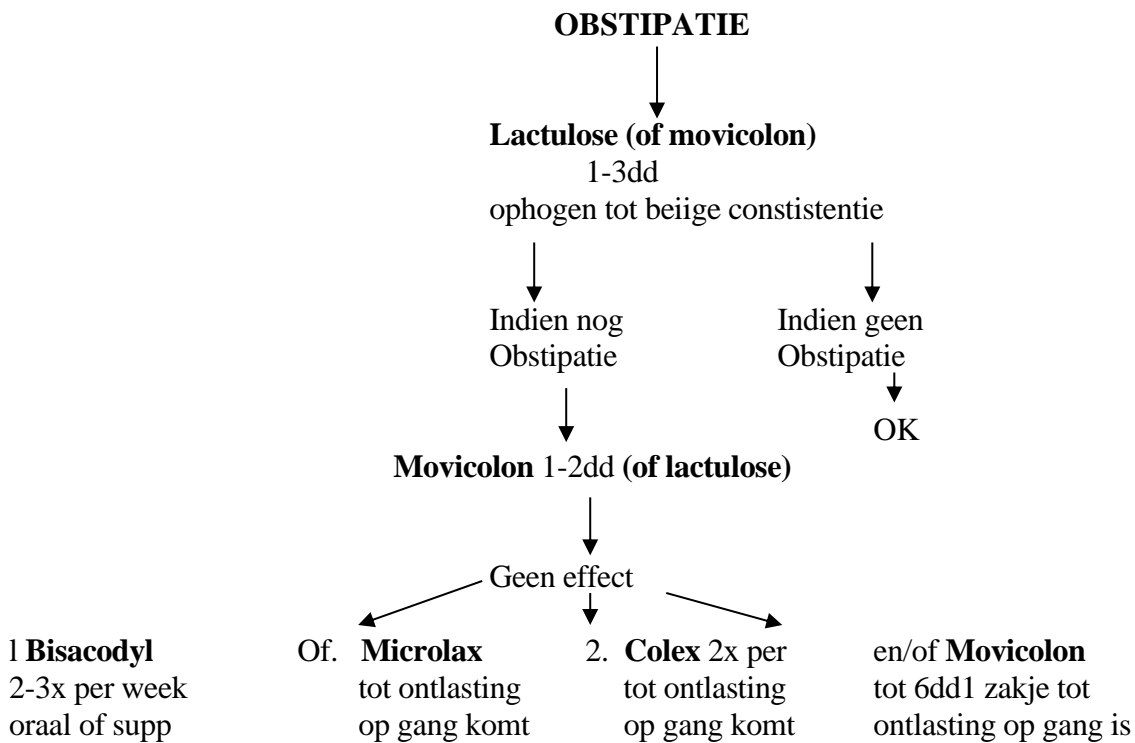 OBSTIPATIE
Lactulose (of movicolon)
1-3dd
ophogen tot beiige constistentie
Indien nog
Obstipatie
Indien geen
Obstipatie
OK
Movicolon 1-2dd (of lactulose)
Geen effect
l Bisacodyl
2-3x per week
oraal of supp
Of. Microlax
tot ontlasting
op gang komt
2. Colex 2x per
tot ontlasting
op gang komt
en/of Movicolon
tot 6dd1 zakje tot
ontlasting op gang is